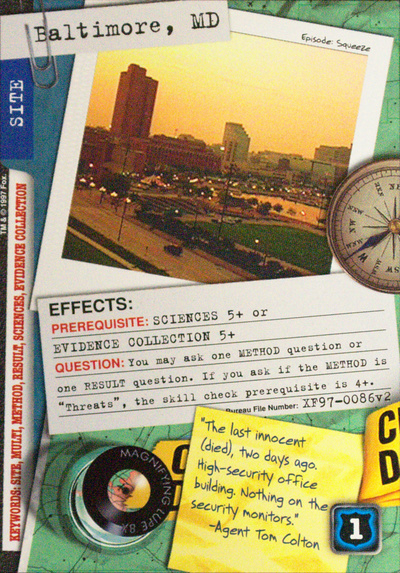 Baltimore, MD
Episode: Squeeze
SITE
TM & © 1997 Fox.
KEYWORDS: SITE, MULTI, METHOD, RESULT, SCIENCES, EVIDENCE COLLECTION
EFFECTS:
PREREQUISITE: SCIENCES 5+ or
EVIDENCE COLLECTION 5+
QUESTION: You may ask one METHOD question or
one RESULT question. If you ask if the METHOD is
"Threats", the skill check prerequisite is 4+.
Bureau File Number: XF97-0086v2
MAGNIFYING LUPE 8X
"The last innocent
(died), two days ago.
High-security office
building. Nothing on the
security monitors."
-Agent Tom Colton
1